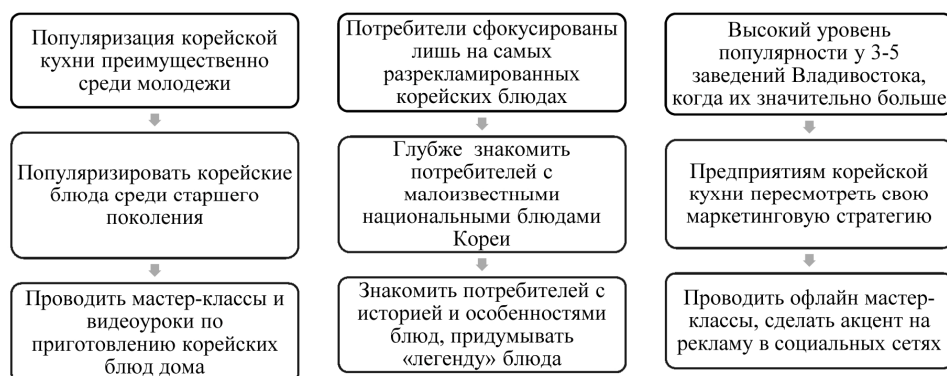 Популяризация корейской
кухни преимущественно
среди молодежи
Популяризировать корейские
блюда среди старшего
поколения
Проводить мастер-классы и
видеоуроки по
приготовлению корейских
блюд дома
Потребители сфокусированы
лишь на самых
разрекламированных
корейских блюдах
Глубже знакомить
потребителей с
малоизвестными
национальными блюдами
Кореи
Знакомить потребителей с
историей и особенностями
блюд, придумывать
«легенду» блюда
Высокий уровень
популярности у 3-5
заведений Владивостока,
когда их значительно больше
Предприятиям корейской
кухни пересмотреть свою
маркетинговую стратегию
Проводить офлайн мастер-
классы, сделать акцент на
рекламу в социальных сетях